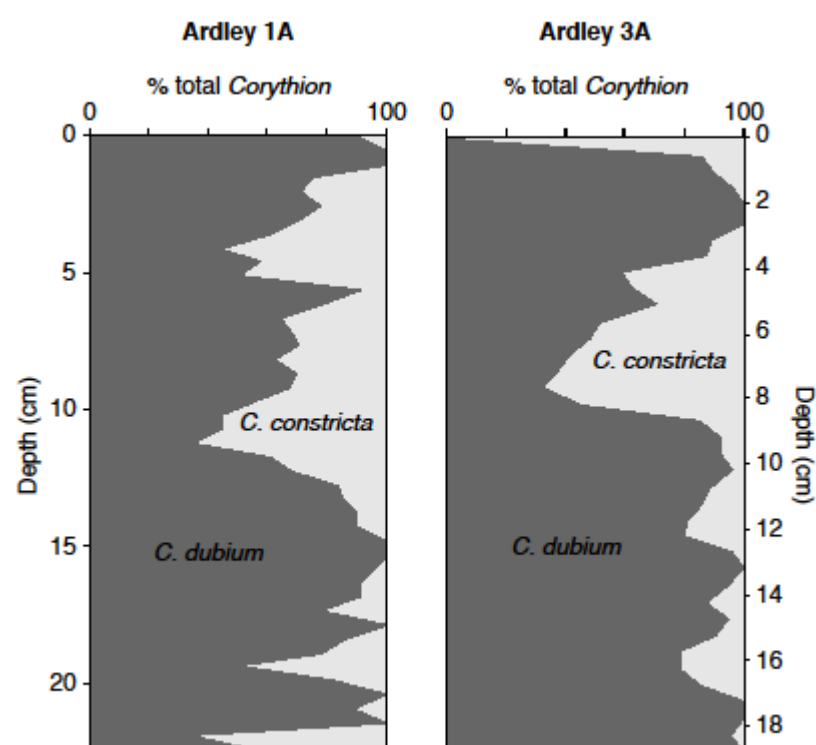 Ardley 1A
% total Corythion
0 100
0
5
10
15
20
Depth (cm)
C. constricta
C. dubium
Ardley 3A
% total Corythion
0 100
0
2
4
6
8
10
12
14
16
18
Depth (cm)
C. constricta
C. dubium